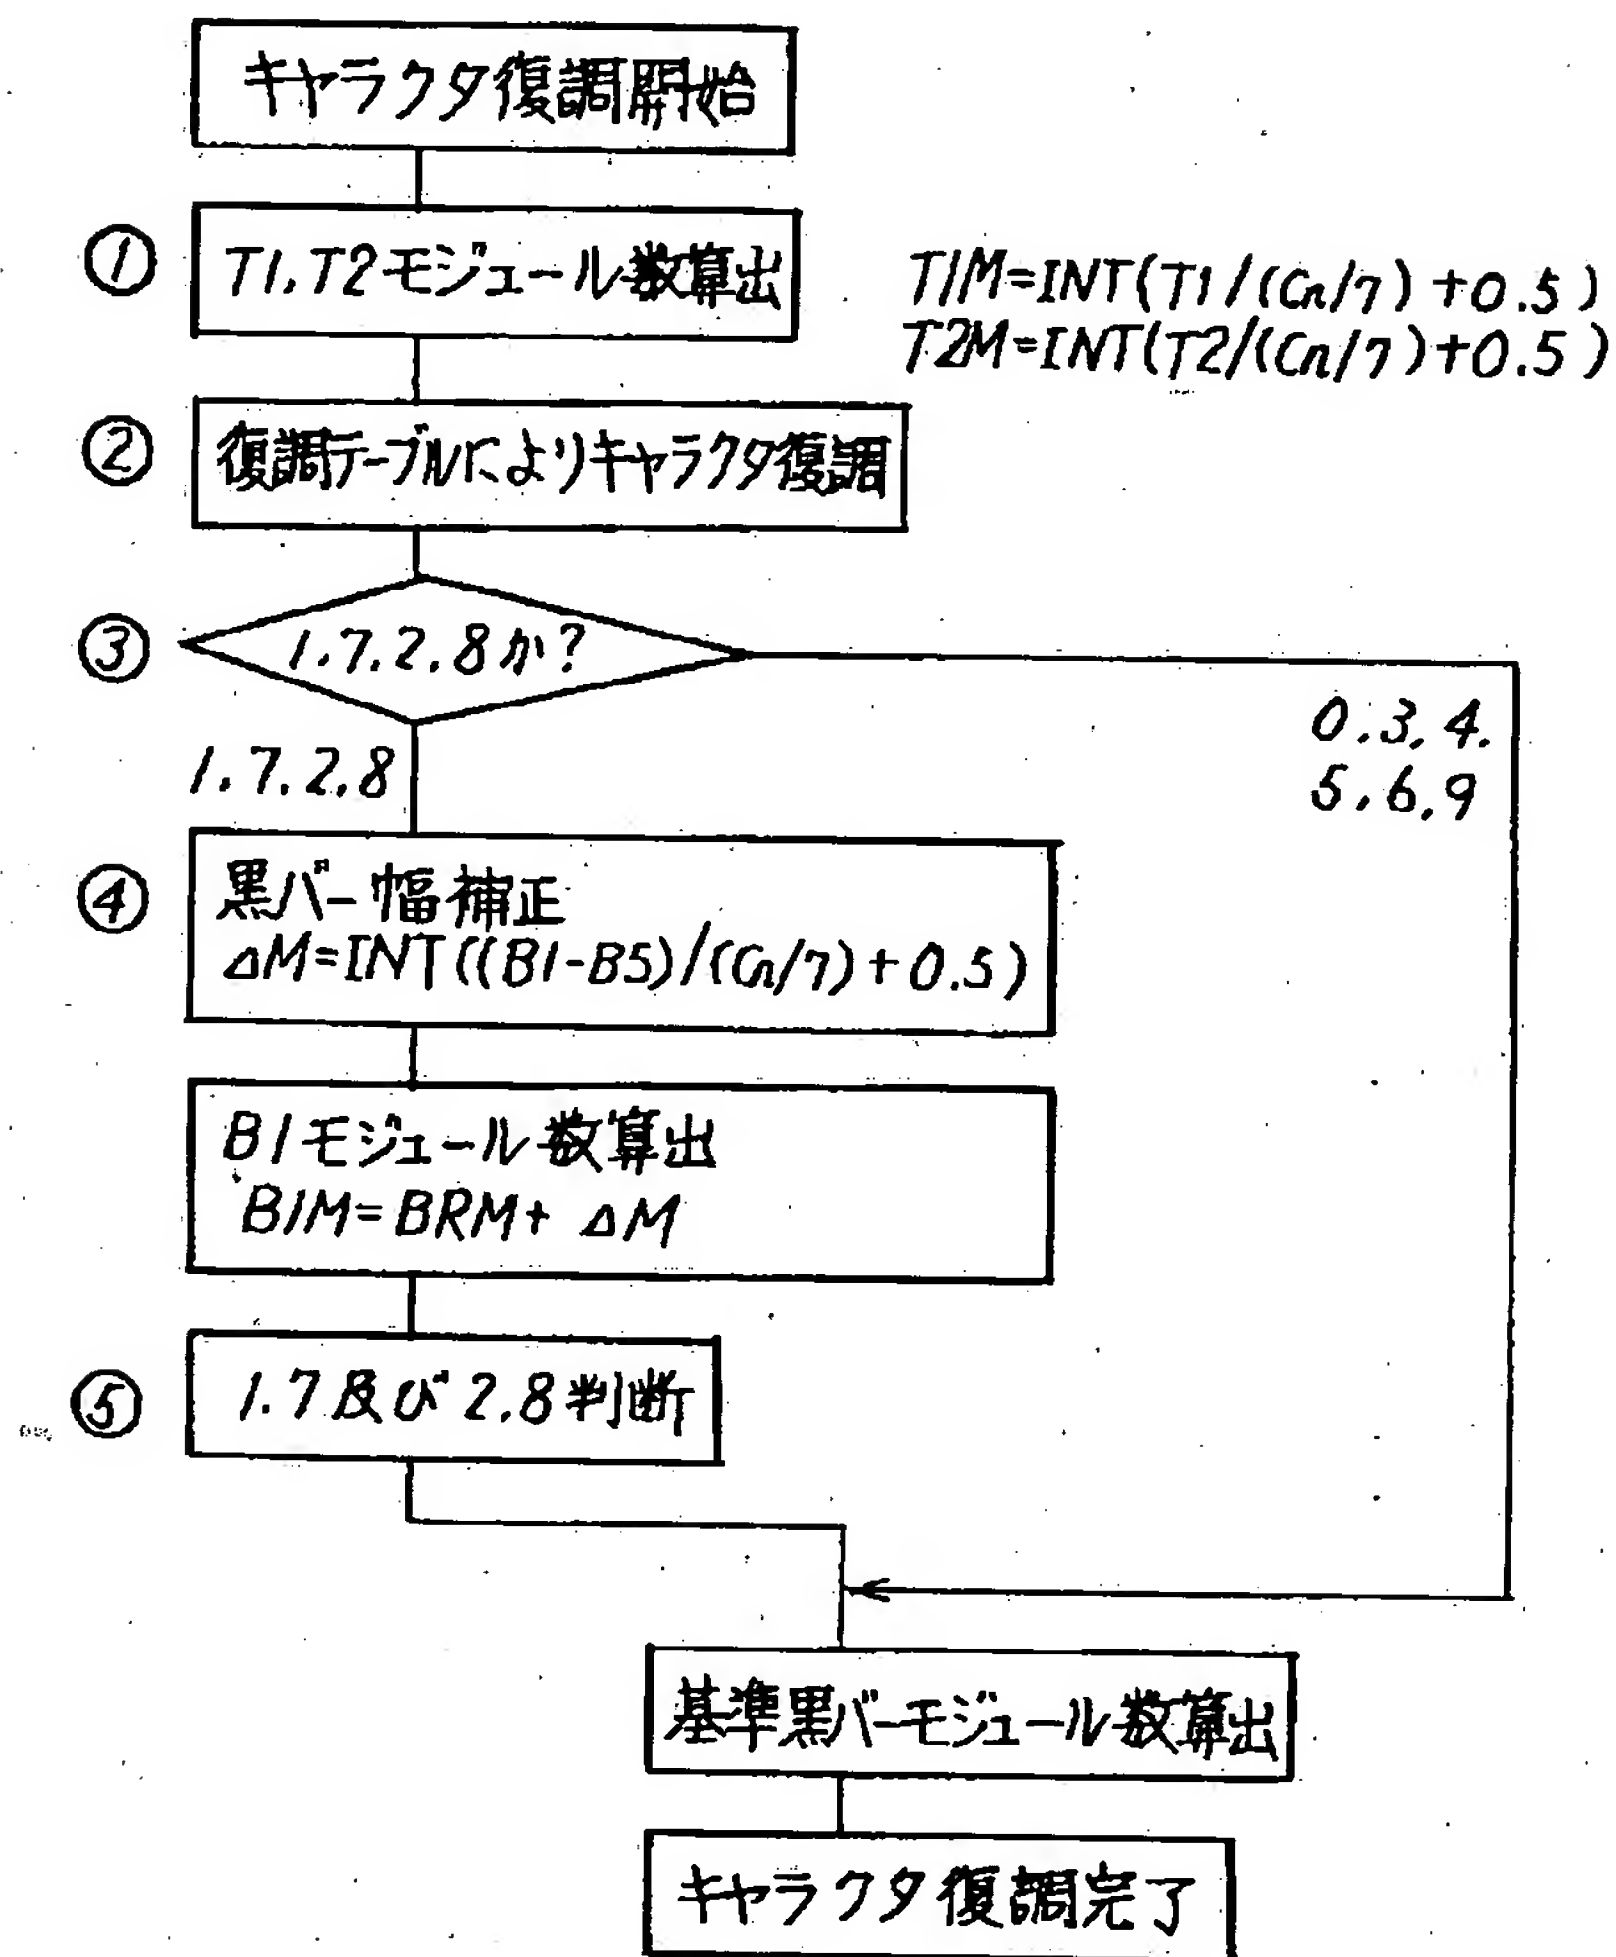 キャラクタ復調開始
① T1,T2モジュール数算出
T1M=INT(T1/(Cn/7)+0.5)
T2M=INT(T2/(Cn/7)+0.5)
② 復調テーブルによりキャラクタ復調
③ 1.7.2.8か?
0.3,4.
5,6,9
1.7.2.8
④ 黒バー幅補正
ΔM=INT((B1-B5)/(Cn/7)+0.5)
B1モジュール数算出
B1M=BRM+ΔM
⑤ 1.7及び2.8判断
基準黒バーモジュール数算出
キャラクタ復調完了